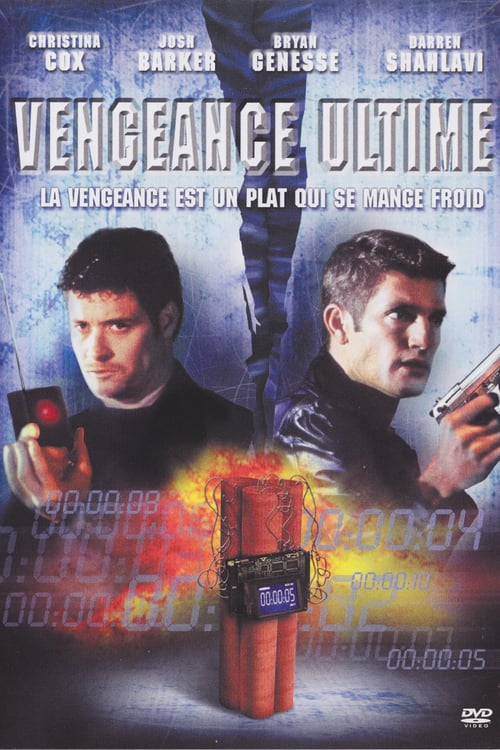 CHRISTINA COX
JOSH BARKER
BRYAN GENESSE
DARREN SHAHLAVI
VENGEANCE ULTIME
LA VENGEANCE EST UN PLAT QUI SE MANGE FROID
00:00:09
00:00:04
00:00:10
00:00:05
00:00:05
DVD
VIDEO